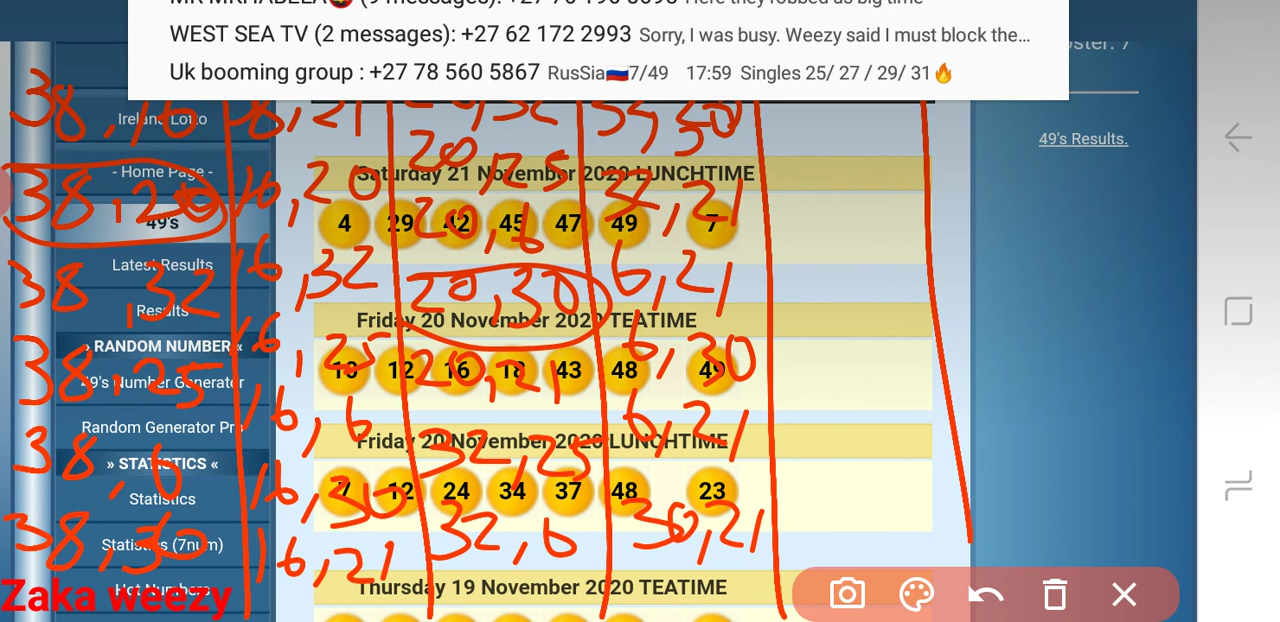 WEST SEA TV (2 messages): +27 62 172 2993 Sorry, I was busy. Weezy said I must block the...
Uk booming group : +27 78 560 5867 RusSia🇷🇺7/49 17:59 Singles 25/ 27 / 29/ 31🔥
49's Results.
Ireland Lotto
- Home Page -
49's
Latest Results
Results
» RANDOM NUMBER «
49's Number Generator
Random Generator Pro
» STATISTICS «
Statistics
Statistics (7num)
Hot Numbers
Saturday 21 November 2020 LUNCHTIME
4 29 42 45 47 49 7
Friday 20 November 2020 TEATIME
10 12 16 18 43 48 49
Friday 20 November 2020 LUNCHTIME
7 12 24 34 37 48 23
Thursday 19 November 2020 TEATIME
38,16
38,20
38,32
38,25
38,6
38,30
16,20
16,32
16,25
16,6
16,30
16,21
20,25
20,6
20,30
20,21
32,25
32,6
32,21
6,21
6,30
6,21
30,21
Zaka weezy